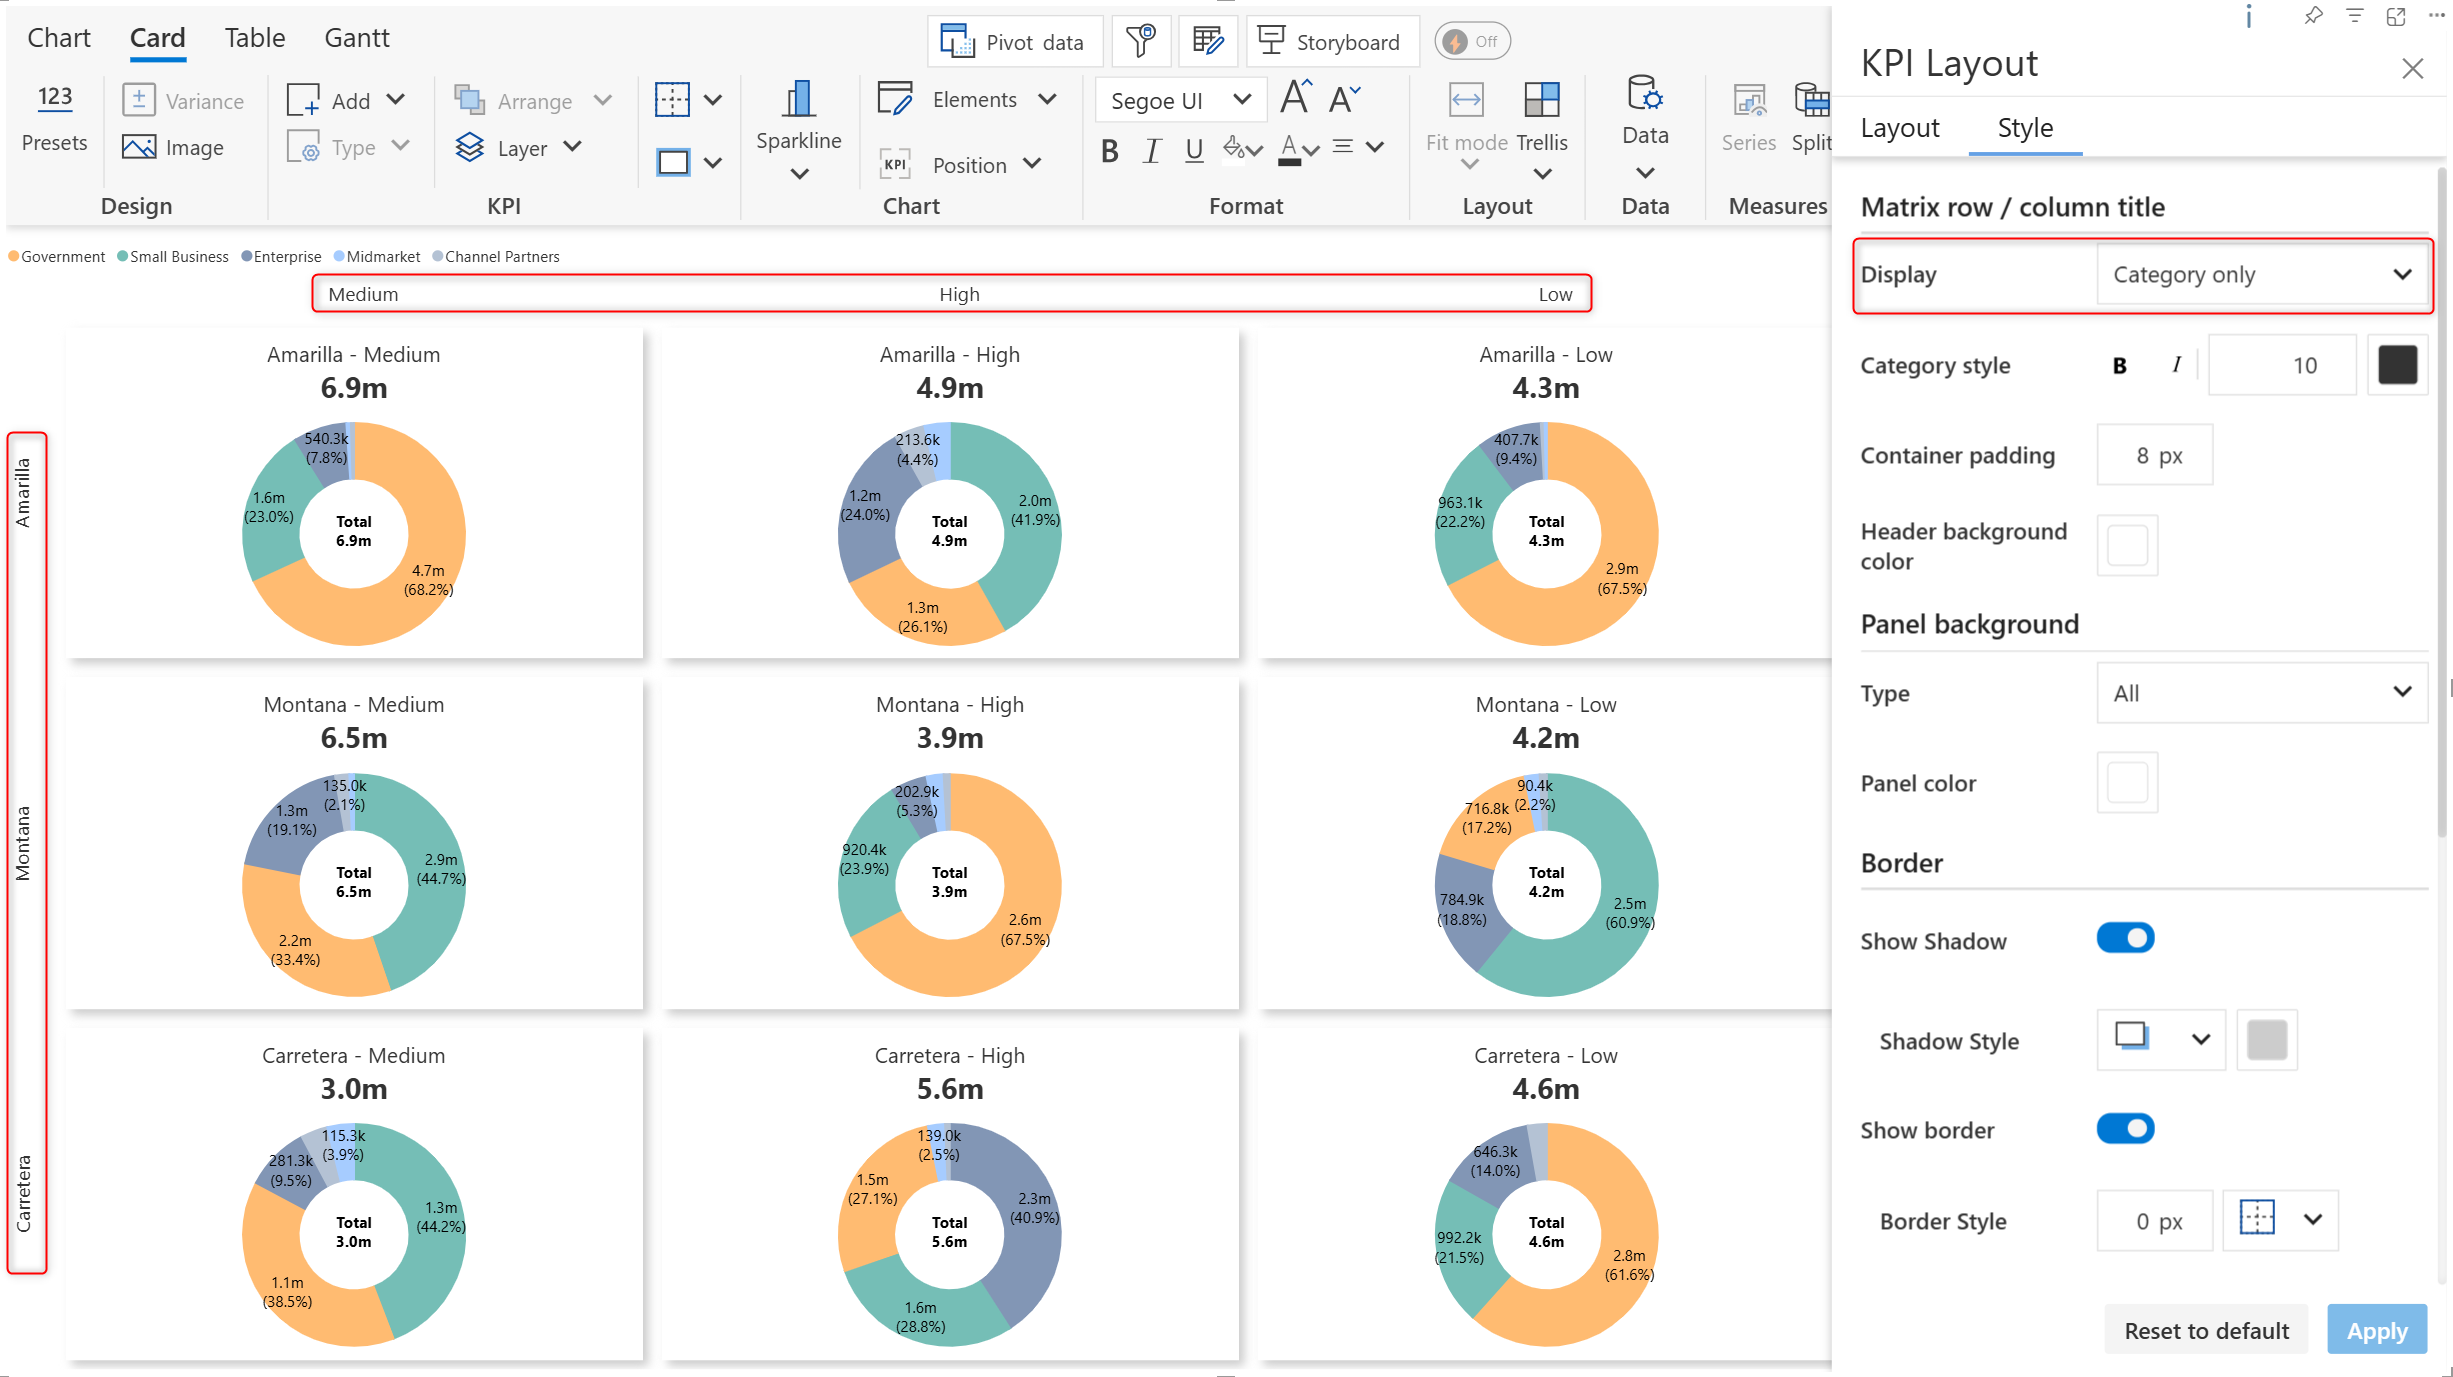 Chart Card Table Gantt
Pivot data Storyboard Off
123 Presets
Variance
Image
Design
Add
Type
Arrange
Layer
KPI
Sparkline
Elements
KPI Position
Chart
Segoe UI A A
B I U A
Format
Fit mode Trellis
Layout
Data
Data
Series Split
Measures
Government Small Business Enterprise Midmarket Channel Partners
Medium High Low
Amarilla
Montana
Carretera
Amarilla - Medium
6.9m
540.3k
(7.8%)
1.6m
(23.0%)
Total
6.9m
4.7m
(68.2%)
Amarilla - High
4.9m
213.6k
(4.4%)
1.2m
(24.0%)
2.0m
(41.9%)
Total
4.9m
1.3m
(26.1%)
Amarilla - Low
4.3m
407.7k
(9.4%)
963.1k
(22.2%)
Total
4.3m
2.9m
(67.5%)
Montana - Medium
6.5m
135.0k
(2.1%)
1.3m
(19.1%)
Total
6.5m
2.9m
(44.7%)
2.2m
(33.4%)
Montana - High
3.9m
202.9k
(5.3%)
920.4k
(23.9%)
Total
3.9m
2.6m
(67.5%)
Montana - Low
4.2m
90.4k
(2.2%)
716.8k
(17.2%)
Total
4.2m
784.9k
(18.8%)
2.5m
(60.9%)
Carretera - Medium
3.0m
115.3k
(3.9%)
281.3k
(9.5%)
Total
3.0m
1.3m
(44.2%)
1.1m
(38.5%)
Carretera - High
5.6m
139.0k
(2.5%)
1.5m
(27.1%)
2.3m
(40.9%)
Total
5.6m
1.6m
(28.8%)
Carretera - Low
4.6m
646.3k
(14.0%)
992.2k
(21.5%)
Total
4.6m
2.8m
(61.6%)
KPI Layout
Layout Style
Matrix row / column title
Display Category only
Category style B I 10
Container padding 8 px
Header background
color
Panel background
Type All
Panel color
Border
Show Shadow
Shadow Style
Show border
Border Style 0 px
Reset to default Apply